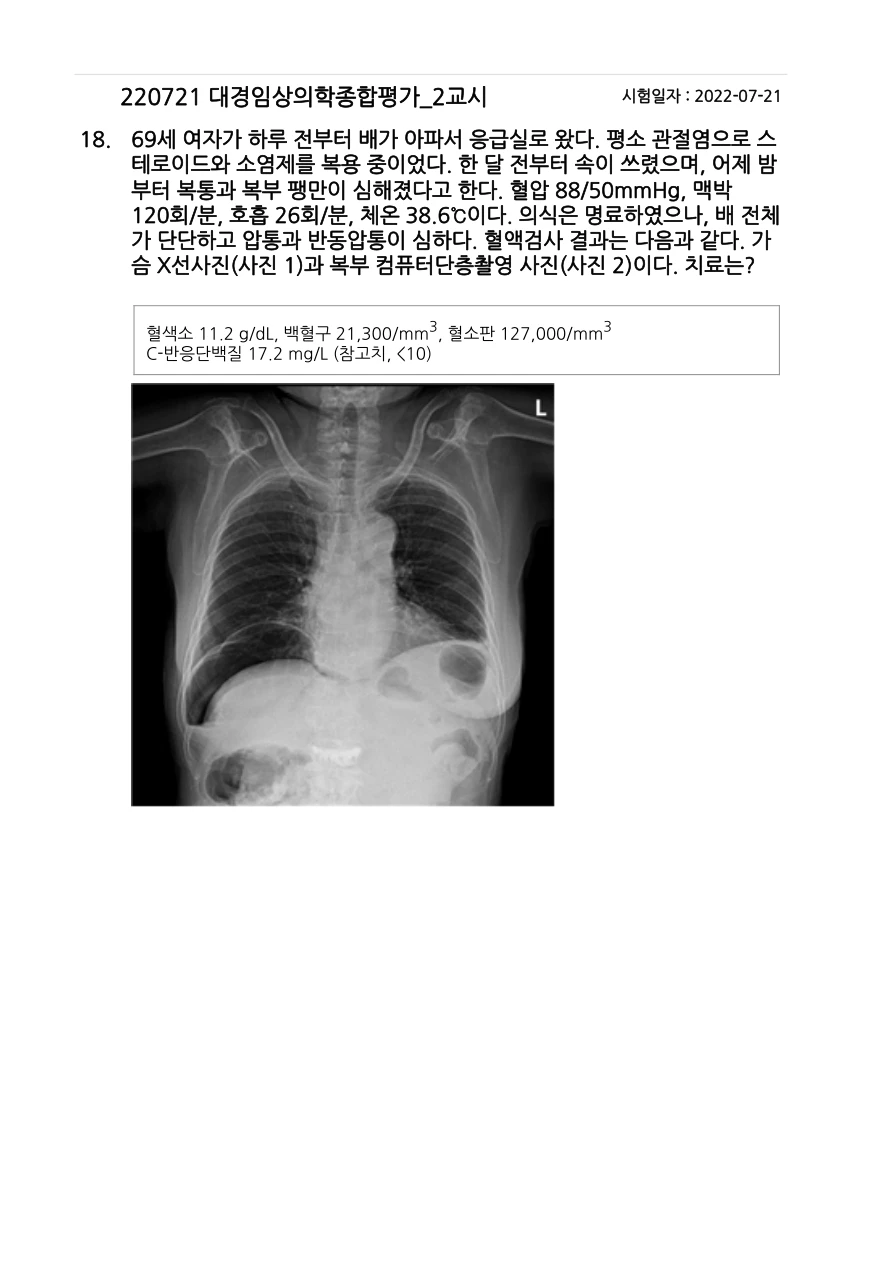 220721 대경임상의학종합평가_2교시
시험일자 : 2022-07-21
18. 69세 여자가 하루 전부터 배가 아파서 응급실로 왔다. 평소 관절염으로 스
테로이드와 소염제를 복용 중이었다. 한 달 전부터 속이 쓰렸으며, 어제 밤
부터 복통과 복부 팽만이 심해졌다고 한다. 혈압 88/50mmHg, 맥박
120회/분, 호흡 26회/분, 체온 38.6℃이다. 의식은 명료하였으나, 배 전체
가 단단하고 압통과 반동압통이 심하다. 혈액검사 결과는 다음과 같다. 가
슴 X선사진(사진 1)과 복부 컴퓨터단층촬영 사진(사진 2)이다. 치료는?
혈색소 11.2 g/dL, 백혈구 21,300/mm³, 혈소판 127,000/mm³
C-반응단백질 17.2 mg/L (참고치, <10)
L